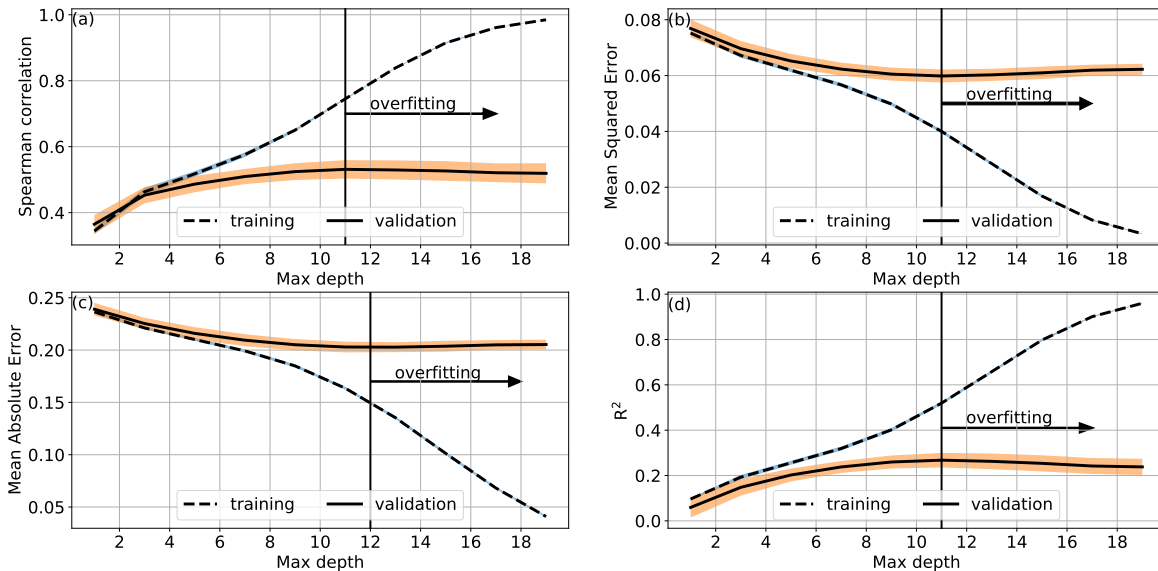 (a)
Spearman correlation
1.0
0.8
0.6
0.4
overfitting
training validation
2 4 6 8 10 12 14 16 18
Max depth
(b)
Mean Squared Error
0.08
0.06
0.04
0.02
0.00
overfitting
training validation
2 4 6 8 10 12 14 16 18
Max depth
(c)
Mean Absolute Error
0.25
0.20
0.15
0.10
0.05
overfitting
training validation
2 4 6 8 10 12 14 16 18
Max depth
(d)
R²
1.0
0.8
0.6
0.4
0.2
0.0
overfitting
training validation
2 4 6 8 10 12 14 16 18
Max depth